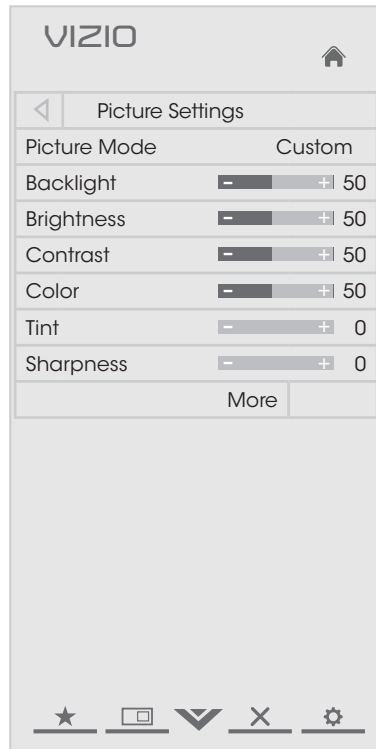 VIZIO
Picture Settings
Picture Mode Custom
Backlight - + 50
Brightness - + 50
Contrast - + 50
Color - + 50
Tint - + 0
Sharpness - + 0
More